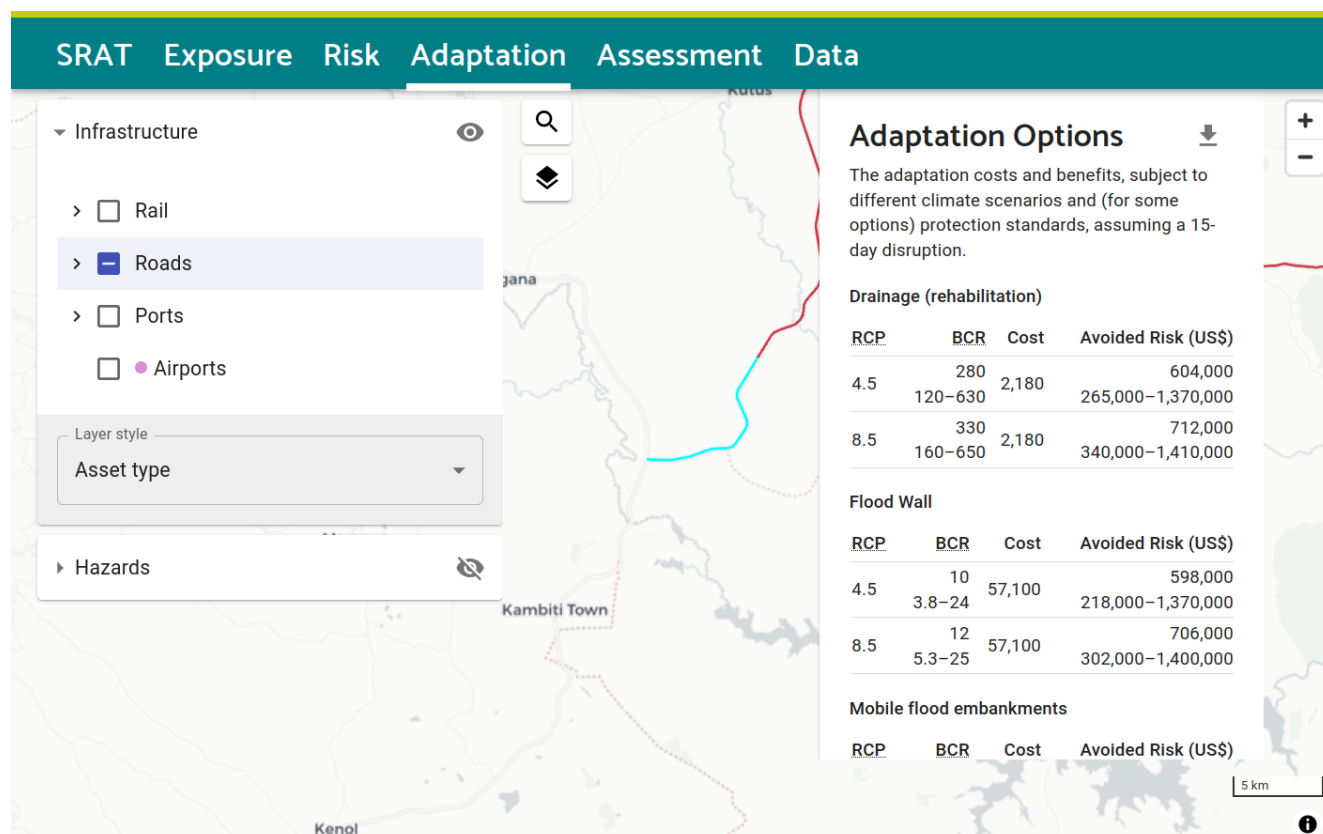 SRAT Exposure Risk Adaptation Assessment Data
Infrastructure
Rail
Roads
Ports
Airports
Layer style
Asset type
Hazards
Kutus
gana
Kambiti Town
Kenol
Adaptation Options
The adaptation costs and benefits, subject to
different climate scenarios and (for some
options) protection standards, assuming a 15-
day disruption.
Drainage (rehabilitation)
RCP BCR Cost Avoided Risk (US$)
4.5 280 2,180 604,000
120–630 265,000–1,370,000
8.5 330 2,180 712,000
160–650 340,000–1,410,000
Flood Wall
RCP BCR Cost Avoided Risk (US$)
4.5 10 57,100 598,000
3.8–24 218,000–1,370,000
8.5 12 57,100 706,000
5.3–25 302,000–1,400,000
Mobile flood embankments
RCP BCR Cost Avoided Risk (US$)
5 km